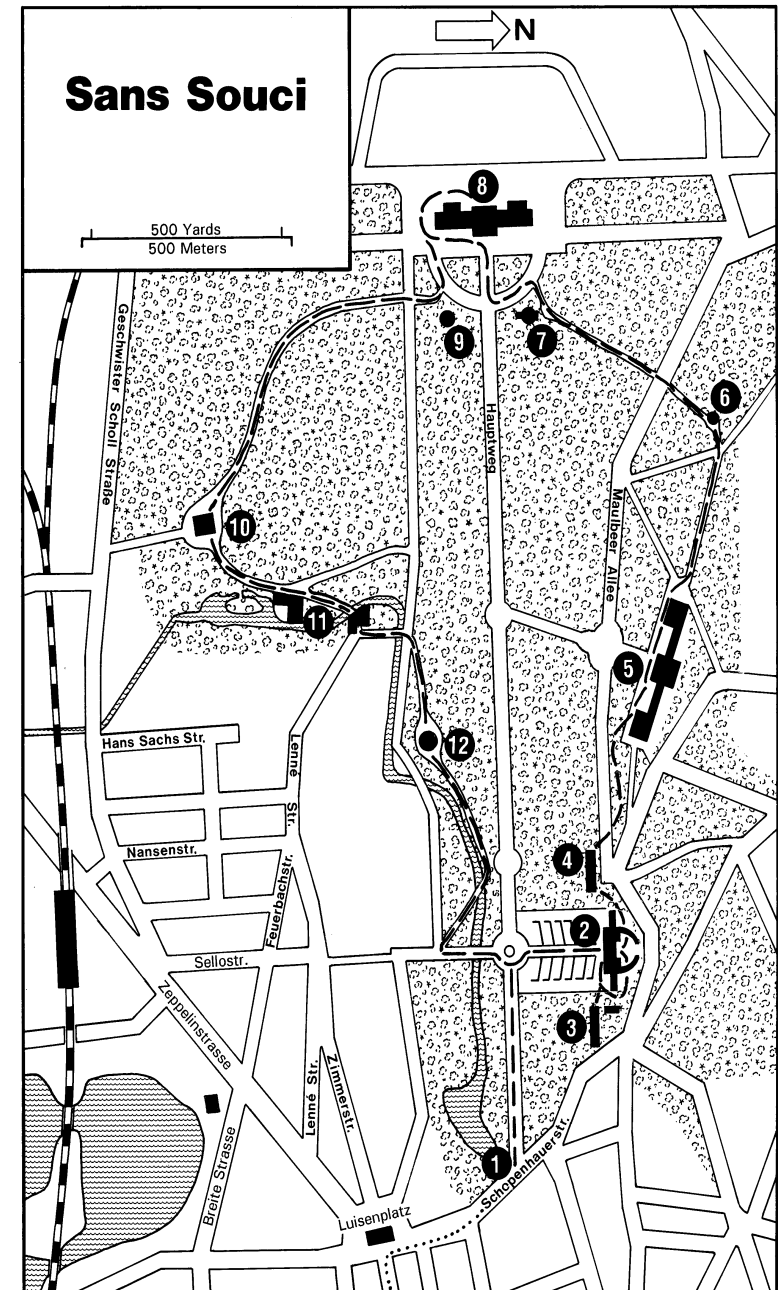 N
Sans Souci
500 Yards
500 Meters
8
9
7
6
Geschwister Scholl Straße
Hauptweg
Maulbeer Allee
10
11
5
12
Hans Sachs Str.
Lenné Str.
Nansenstr.
4
Feuerbachstr.
2
Sellostr.
Zeppelinstrasse
3
Lenné Str.
Zimmerstr.
Breite Strasse
1
Schopenhauerstr.
Luisenplatz